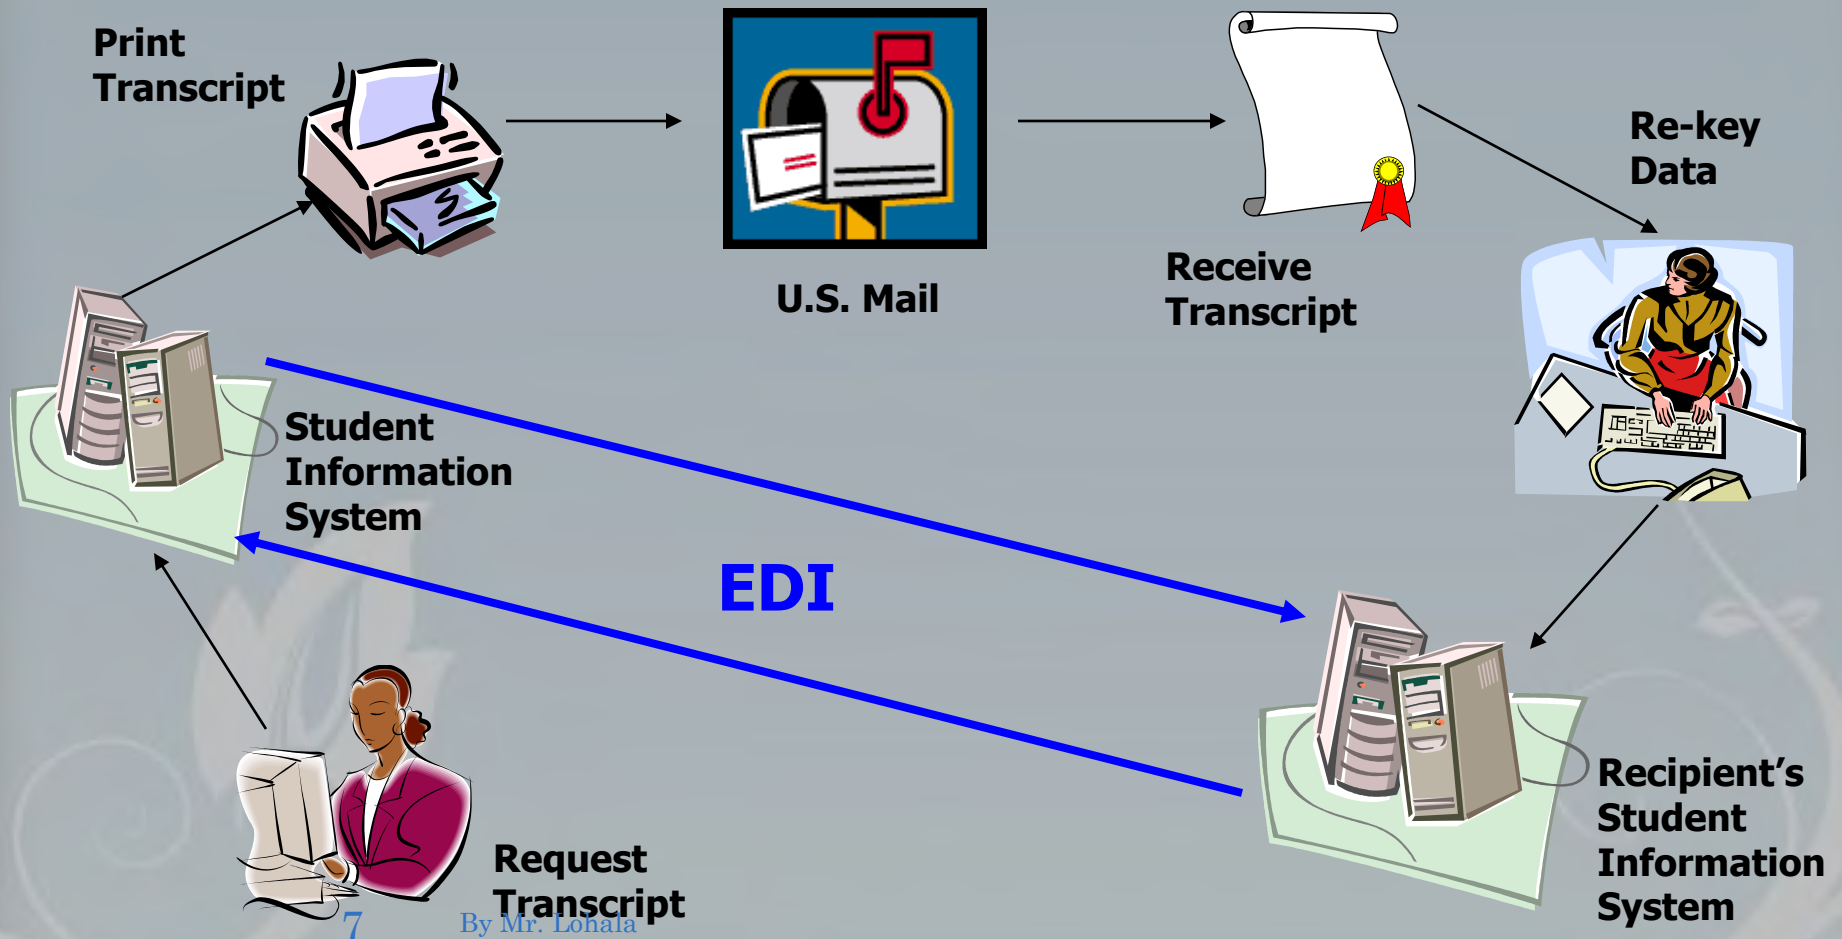 Print
Transcript
U.S. Mail
Receive
Transcript
Re-key
Data
Student
Information
System
EDI
Request
Transcript
Recipient’s
Student
Information
System
7
By Mr. Lohala